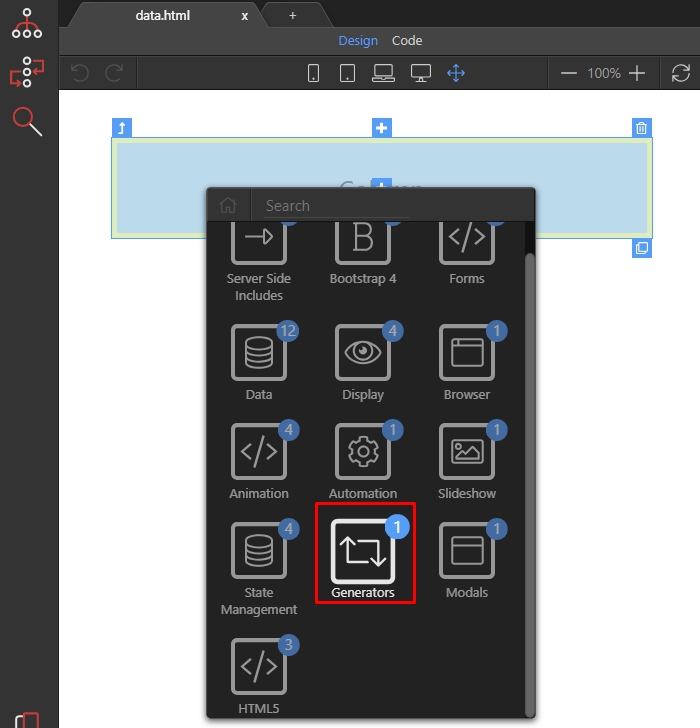 data.html x +
Design Code
100%
Search
Server Side
Includes
Bootstrap 4
Forms
12
Data
4
Display
1
Browser
4
Animation
1
Automation
1
Slideshow
4
State
Management
1
Generators
1
Modals
3
HTML5